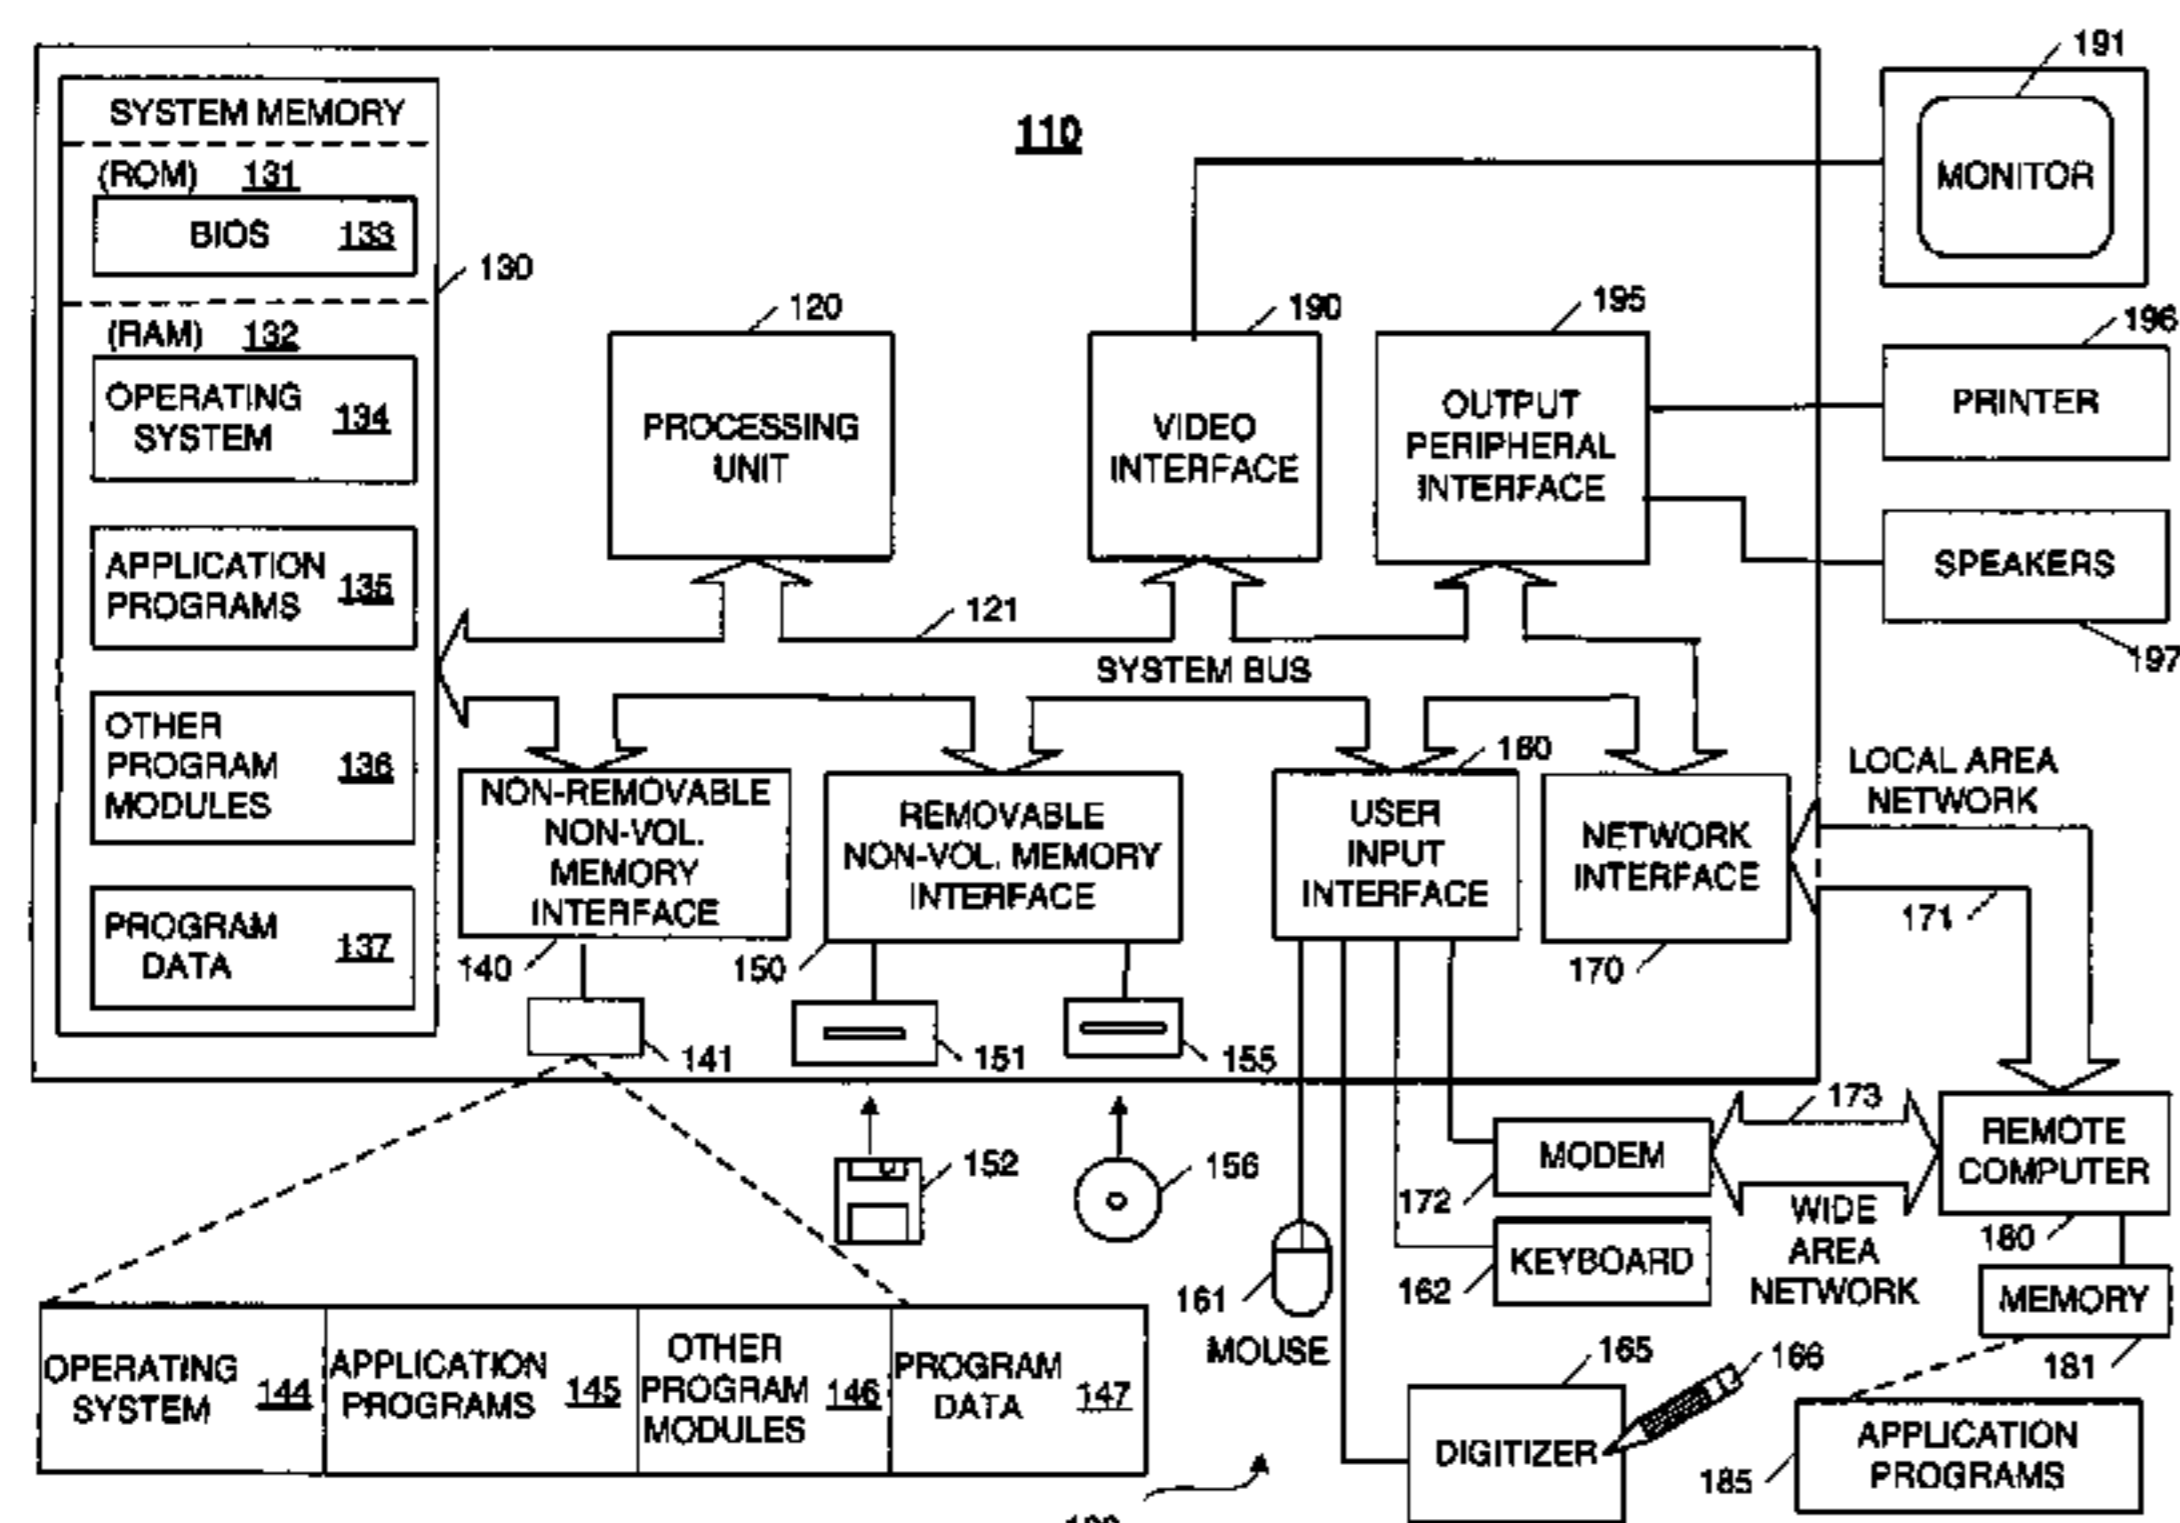 191
SYSTEM MEMORY
110
MONITOR
(ROM) 131
BIOS 133
130
120
190
195
196
(RAM) 132
OPERATING
SYSTEM
134
PROCESSING
UNIT
VIDEO
INTERFACE
OUTPUT
PERIPHERAL
INTERFACE
PRINTER
APPLICATION
PROGRAMS
135
121
SPEAKERS
SYSTEM BUS
197
OTHER
PROGRAM
MODULES
136
160
LOCAL AREA
NETWORK
NON-REMOVABLE
NON-VOL.
MEMORY
INTERFACE
REMOVABLE
NON-VOL. MEMORY
INTERFACE
USER
INPUT
INTERFACE
NETWORK
INTERFACE
171
PROGRAM
DATA
137
140
150
170
141
151
155
173
152
156
MODEM
172
REMOTE
COMPUTER
WIDE
AREA
NETWORK
180
KEYBOARD
162
161
MOUSE
MEMORY
181
OPERATING
SYSTEM
144
APPLICATION
PROGRAMS
145
OTHER
PROGRAM
MODULES
146
PROGRAM
DATA
147
165
166
DIGITIZER
APPLICATION
PROGRAMS
185